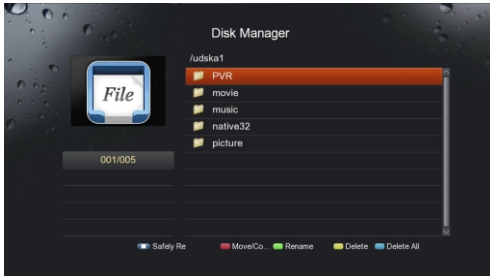 Disk Manager
/udska1
File
PVR
movie
music
native32
picture
001/005
Safely Re
Move/Co...
Rename
Delete
Delete All